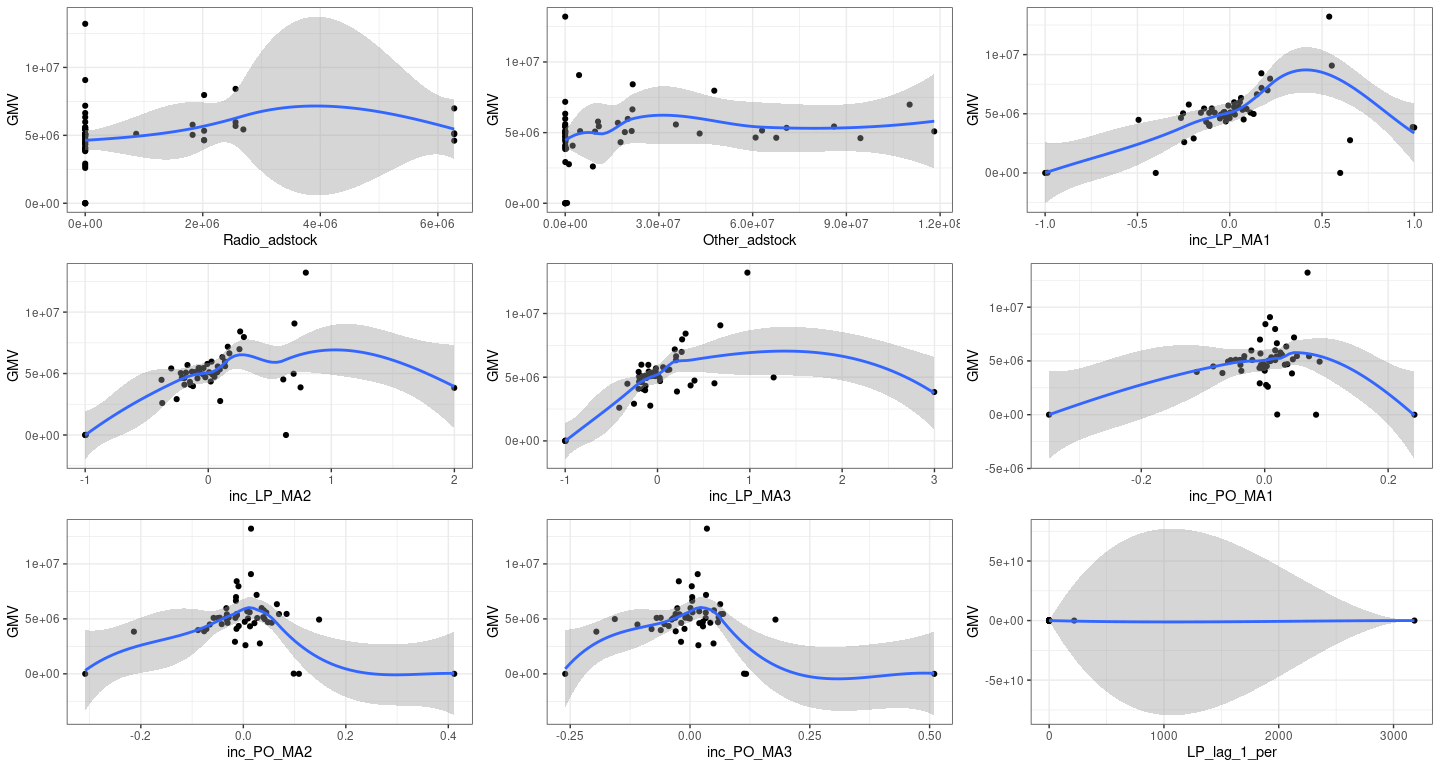 GMV
1e+07
5e+06
0e+00
0e+00 2e+06 4e+06 6e+06
Radio_adstock
GMV
1e+07
5e+06
0e+00
0.0e+00 3.0e+07 6.0e+07 9.0e+07 1.2e+08
Other_adstock
GMV
1e+07
5e+06
0e+00
-1.0 -0.5 0.0 0.5 1.0
inc_LP_MA1
GMV
1e+07
5e+06
0e+00
-1 0 1 2
inc_LP_MA2
GMV
1e+07
5e+06
0e+00
-1 0 1 2 3
inc_LP_MA3
GMV
1e+07
5e+06
0e+00
-5e+06
-0.2 0.0 0.2
inc_PO_MA1
GMV
1e+07
5e+06
0e+00
-0.2 0.0 0.2 0.4
inc_PO_MA2
GMV
1e+07
5e+06
0e+00
-0.25 0.00 0.25 0.50
inc_PO_MA3
GMV
5e+10
0e+00
-5e+10
0 1000 2000 3000
LP_lag_1_per